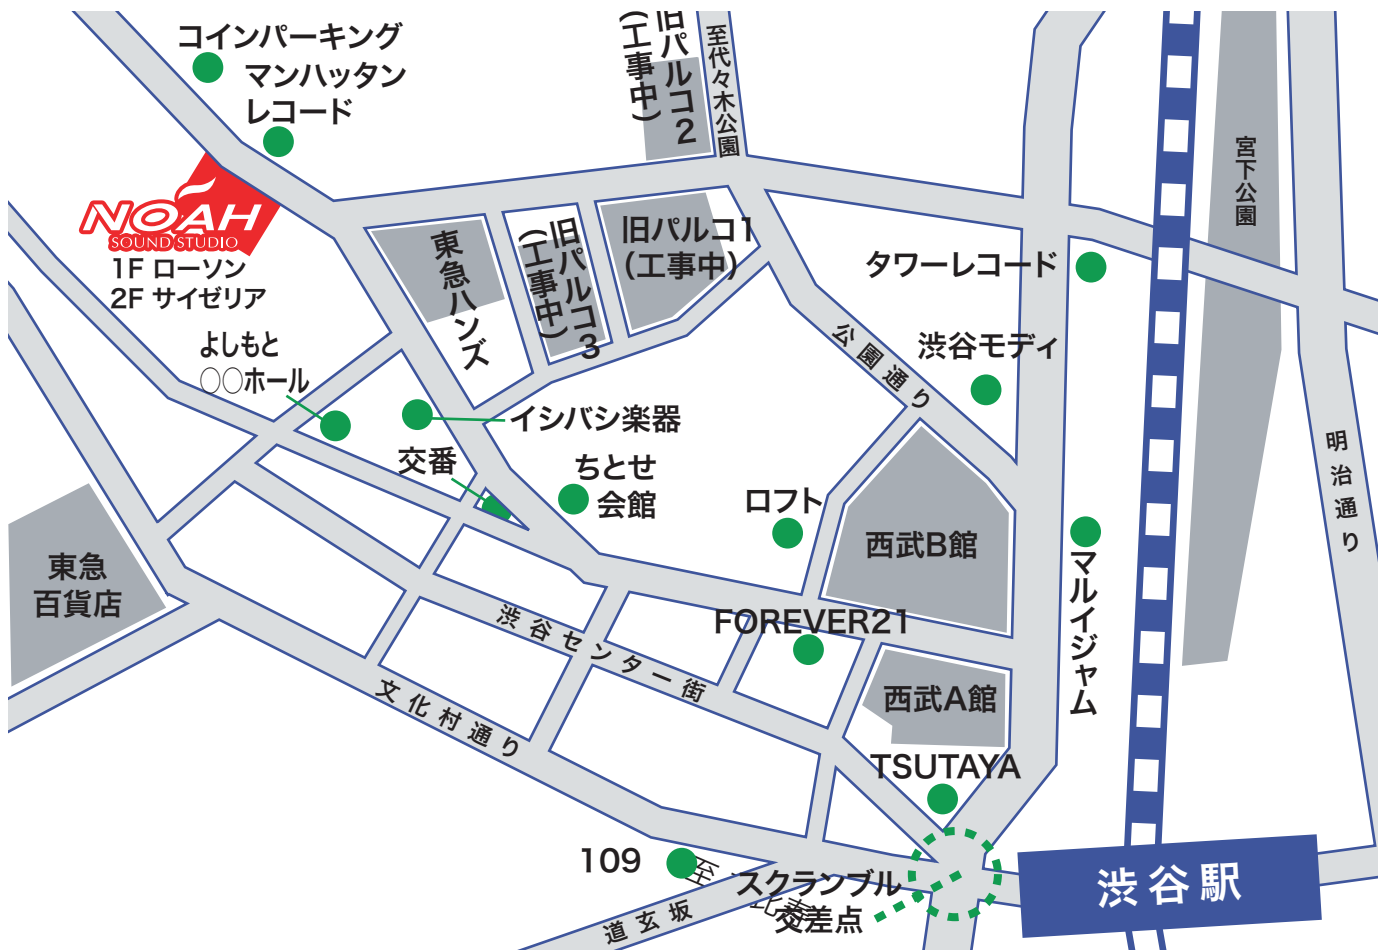 コインパーキング
マンハッタン
レコード
旧パルコ2
(工事中)
至代々木公園
宮下公園
NOAH
SOUND STUDIO
1F ローソン
2F サイゼリア
東急ハンズ
旧パルコ3
(工事中)
旧パルコ1
(工事中)
タワーレコード
よしもと
○○ホール
公園通り
渋谷モディ
イシバシ楽器
交番
ちとせ
会館
ロフト
西武B館
明治通り
マルイジャム
東急
百貨店
渋谷センター街
FOREVER21
西武A館
文化村通り
TSUTAYA
109
スクランブル
交差点
道玄坂
渋谷駅